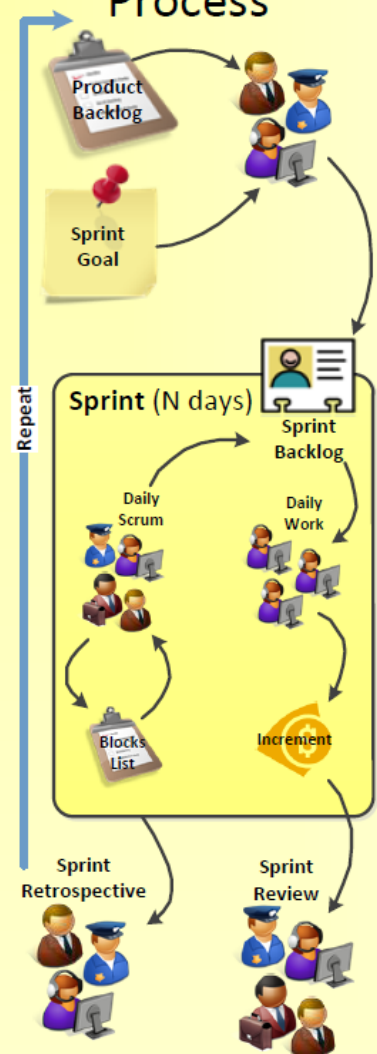 Process
Product
Backlog
Sprint
Goal
Repeat
Sprint (N days)
Sprint
Backlog
Daily
Scrum
Daily
Work
Blocks
List
Increment
Sprint
Retrospective
Sprint
Review